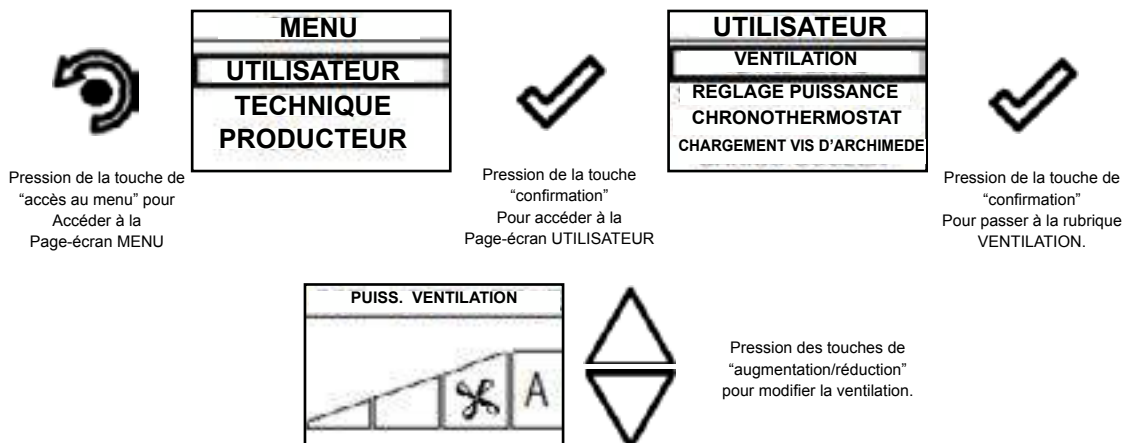 MENU
UTILISATEUR
TECHNIQUE
PRODUCTEUR
UTILISATEUR
VENTILATION
REGLAGE PUISSANCE
CHRONOTHERMOSTAT
CHARGEMENT VIS D'ARCHIMEDE
Pression de la touche de
“accès au menu” pour
Accéder à la
Page-écran MENU
Pression de la touche
“confirmation”
Pour accéder à la
Page-écran UTILISATEUR
Pression de la touche de
“confirmation”
Pour passer à la rubrique
VENTILATION.
PUISS. VENTILATION
A
Pression des touches de
“augmentation/réduction”
pour modifier la ventilation.